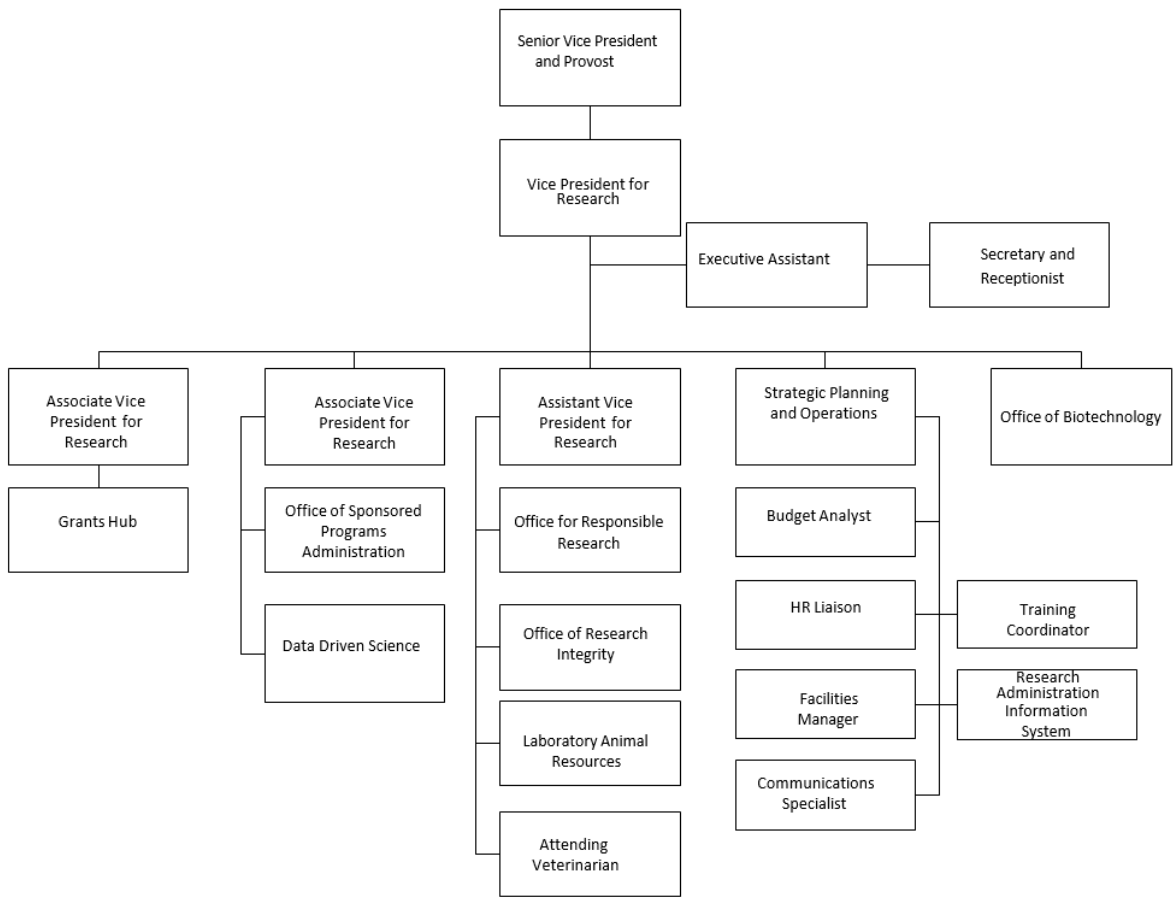 Senior Vice President
and Provost
Vice President for
Research
Executive Assistant
Secretary and
Receptionist
Associate Vice
President for
Research
Associate Vice
President for
Research
Assistant Vice
President for
Research
Strategic Planning
and Operations
Office of Biotechnology
Grants Hub
Office of Sponsored
Programs
Administration
Office for Responsible
Research
Budget Analyst
Data Driven Science
Office of Research
Integrity
HR Liaison
Training
Coordinator
Laboratory Animal
Resources
Facilities
Manager
Research
Administration
Information
System
Communications
Specialist
Attending
Veterinarian